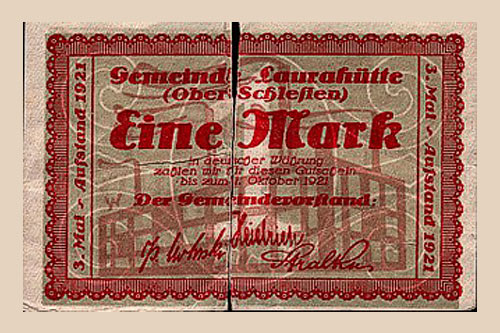 Gemeinde Laurahütte
(Ober Schlesien)
Eine Mark
in deutscher Währung
zahlen wir für diesen Gutschein
bis zum 1. Oktober 1921
Der Gemeindevorstand:
3. Mai - Aufstand 1921
3. Mai - Aufstand 1921